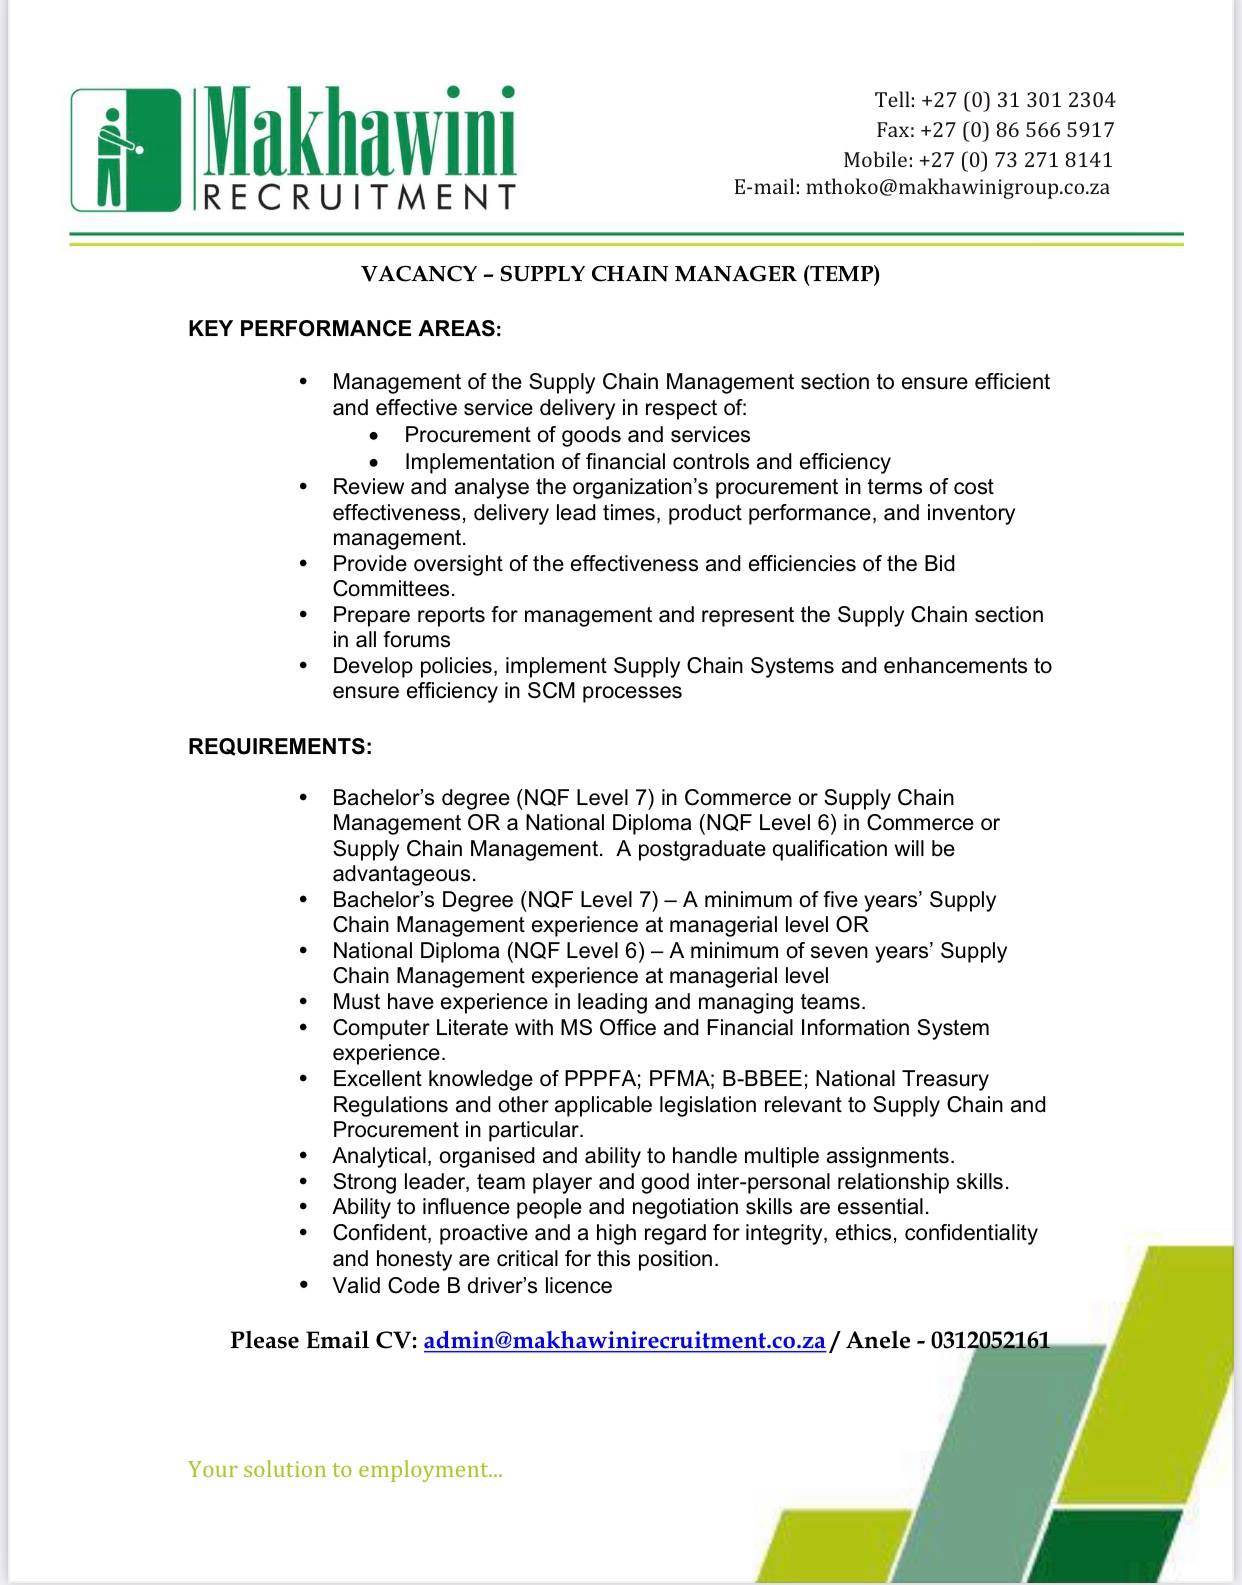 Makhawini
RECRUITMENT
Tell: +27 (0) 31 301 2304
Fax: +27 (0) 86 566 5917
Mobile: +27 (0) 73 271 8141
E-mail: mthoko@makhawinigroup.co.za
VACANCY – SUPPLY CHAIN MANAGER (TEMP)
KEY PERFORMANCE AREAS:
• Management of the Supply Chain Management section to ensure efficient
and effective service delivery in respect of:
• Procurement of goods and services
• Implementation of financial controls and efficiency
• Review and analyse the organization’s procurement in terms of cost
effectiveness, delivery lead times, product performance, and inventory
management.
• Provide oversight of the effectiveness and efficiencies of the Bid
Committees.
• Prepare reports for management and represent the Supply Chain section
in all forums
• Develop policies, implement Supply Chain Systems and enhancements to
ensure efficiency in SCM processes
REQUIREMENTS:
• Bachelor’s degree (NQF Level 7) in Commerce or Supply Chain
Management OR a National Diploma (NQF Level 6) in Commerce or
Supply Chain Management.  A postgraduate qualification will be
advantageous.
• Bachelor’s Degree (NQF Level 7) – A minimum of five years’ Supply
Chain Management experience at managerial level OR
• National Diploma (NQF Level 6) – A minimum of seven years’ Supply
Chain Management experience at managerial level
• Must have experience in leading and managing teams.
• Computer Literate with MS Office and Financial Information System
experience.
• Excellent knowledge of PPPFA; PFMA; B-BBEE; National Treasury
Regulations and other applicable legislation relevant to Supply Chain and
Procurement in particular.
• Analytical, organised and ability to handle multiple assignments.
• Strong leader, team player and good inter-personal relationship skills.
• Ability to influence people and negotiation skills are essential.
• Confident, proactive and a high regard for integrity, ethics, confidentiality
and honesty are critical for this position.
• Valid Code B driver’s licence
Please Email CV: admin@makhawinirecruitment.co.za / Anele - 0312052161
Your solution to employment...